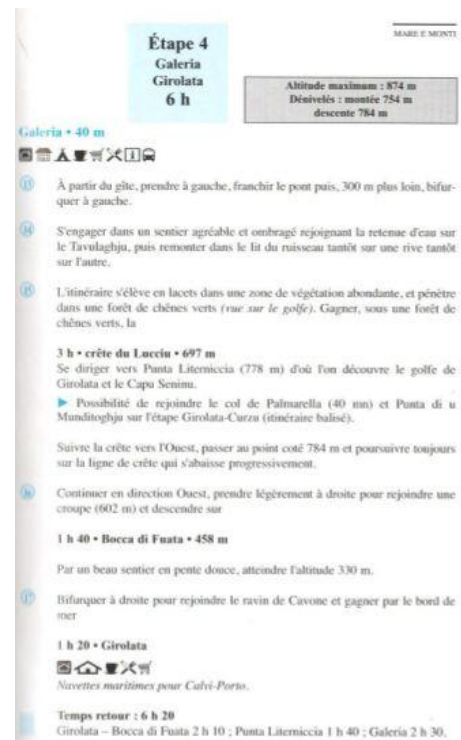 MARE E MONTI
Étape 4
Galeria
Girolata
6 h
Altitude maximum : 874 m
Dénivelés : montée 754 m
descente 784 m
Galeria • 40 m
13 À partir du gîte, prendre à gauche, franchir le pont puis, 300 m plus loin, bifur-
quer à gauche.
14 S'engager dans un sentier agréable et ombragé rejoignant la retenue d'eau sur
le Tavulaghju, puis remonter dans le lit du ruisseau tantôt sur une rive tantôt
sur l'autre.
15 L'itinéraire s'élève en lacets dans une zone de végétation abondante, et pénètre
dans une forêt de chênes verts (vue sur le golfe). Gagner, sous une forêt de
chênes verts, la
3 h • crête du Lucciu • 697 m
Se diriger vers Punta Literniccia (778 m) d'où l'on découvre le golfe de
Girolata et le Capu Seninu.
Possibilité de rejoindre le col de Palmarella (40 mn) et Punta di u
Munditoghju sur l'étape Girolata-Curzu (itinéraire balisé).
Suivre la crête vers l'Ouest, passer au point coté 784 m et poursuivre toujours
sur la ligne de crête qui s'abaisse progressivement.
16 Continuer en direction Ouest, prendre légèrement à droite pour rejoindre une
croupe (602 m) et descendre sur
1 h 40 • Bocca di Fuata • 458 m
Par un beau sentier en pente douce, atteindre l'altitude 330 m.
17 Bifurquer à droite pour rejoindre le ravin de Cavone et gagner par le bord de
mer
1 h 20 • Girolata
Navettes maritimes pour Calvi-Porto.
Temps retour : 6 h 20
Girolata – Bocca di Fuata 2 h 10 ; Punta Literniccia 1 h 40 ; Galeria 2 h 30.